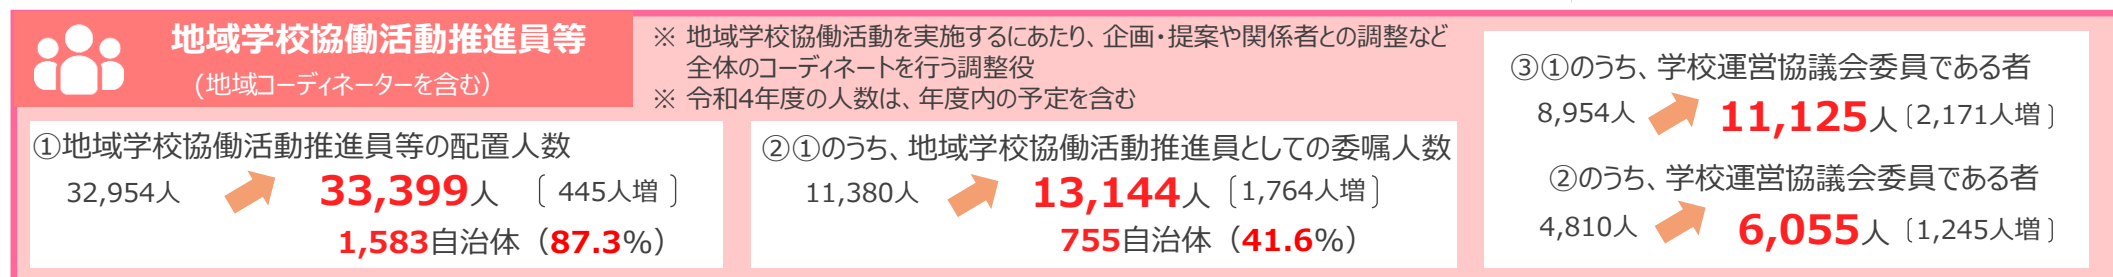 地域学校協働活動推進員等
(地域コーディネーターを含む)
※ 地域学校協働活動を実施するにあたり、企画・提案や関係者との調整など
全体のコーディネートを行う調整役
※ 令和4年度の人数は、年度内の予定を含む
①地域学校協働活動推進員等の配置人数
32,954人 33,399人 〔 445人増 〕
1,583自治体（87.3%）
②①のうち、地域学校協働活動推進員としての委嘱人数
11,380人 13,144人〔1,764人増〕
755自治体（41.6%）
③①のうち、学校運営協議会委員である者
8,954人 11,125人〔2,171人増〕
②のうち、学校運営協議会委員である者
4,810人 6,055人〔1,245人増〕